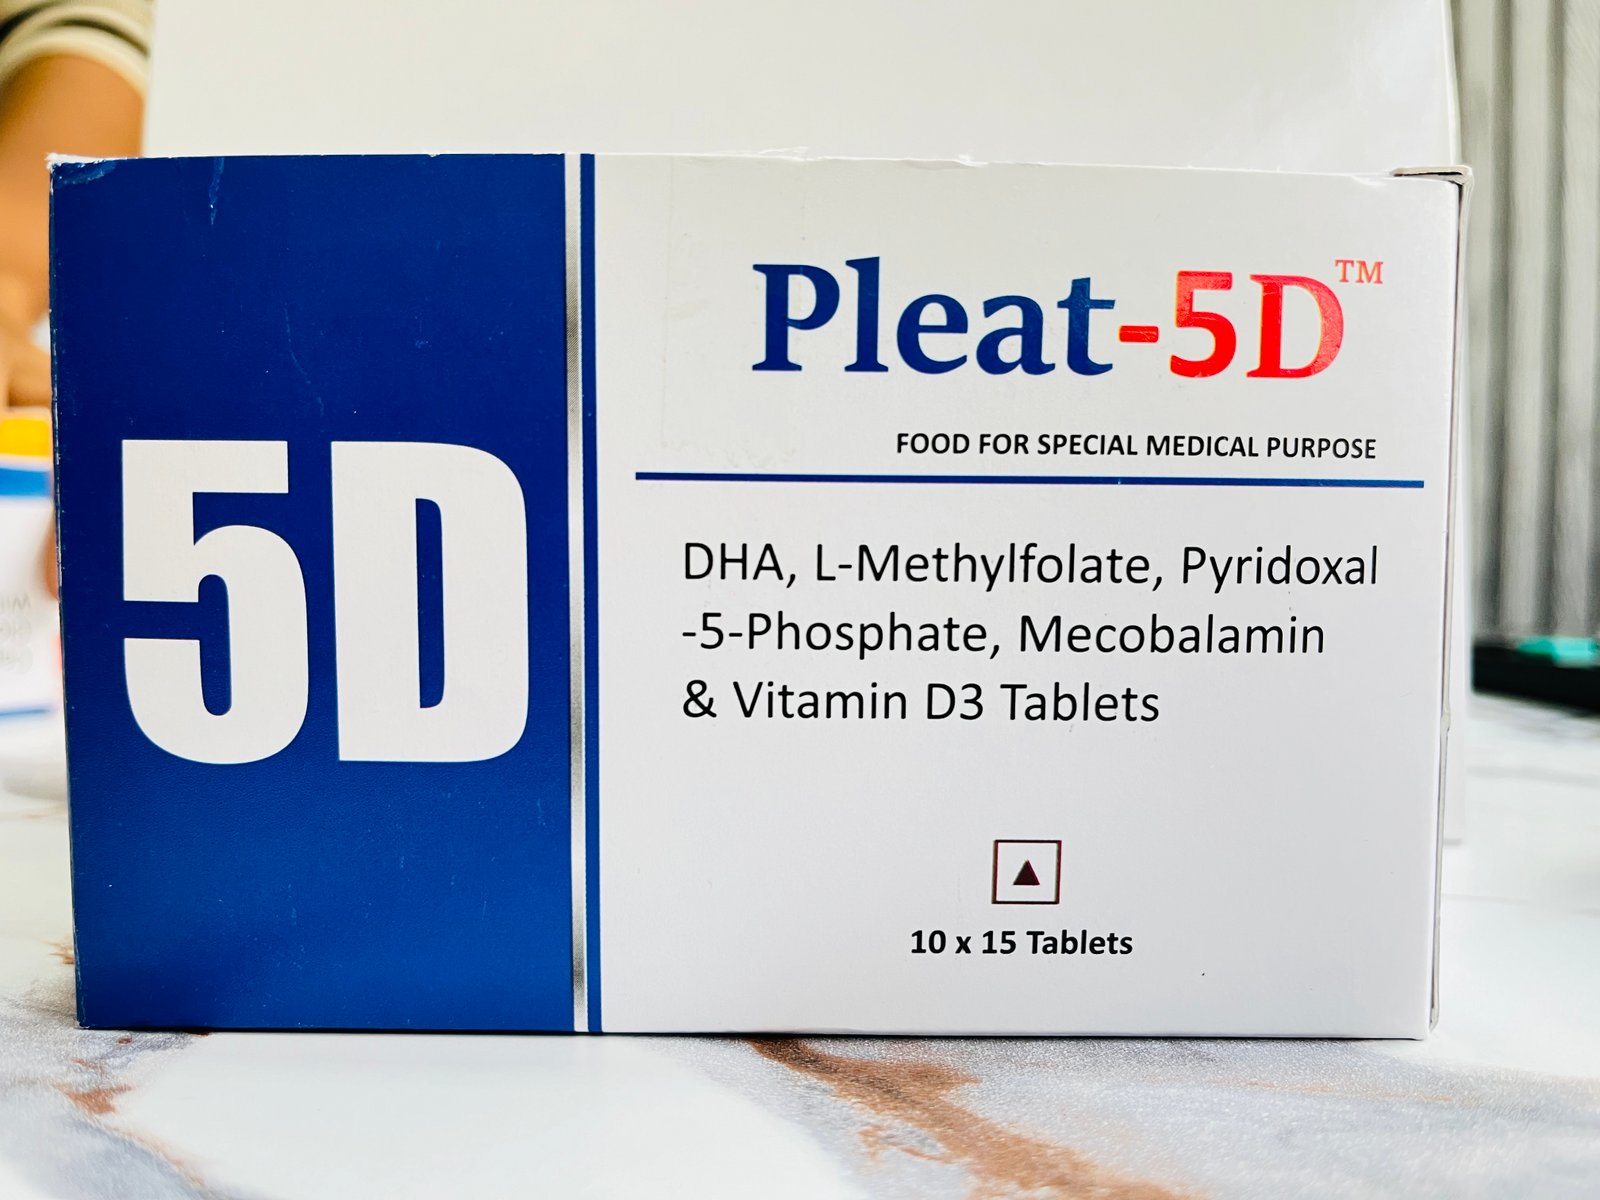 5D
Pleat-5D™
FOOD FOR SPECIAL MEDICAL PURPOSE
DHA, L-Methylfolate, Pyridoxal
-5-Phosphate, Mecobalamin
& Vitamin D3 Tablets
10 x 15 Tablets